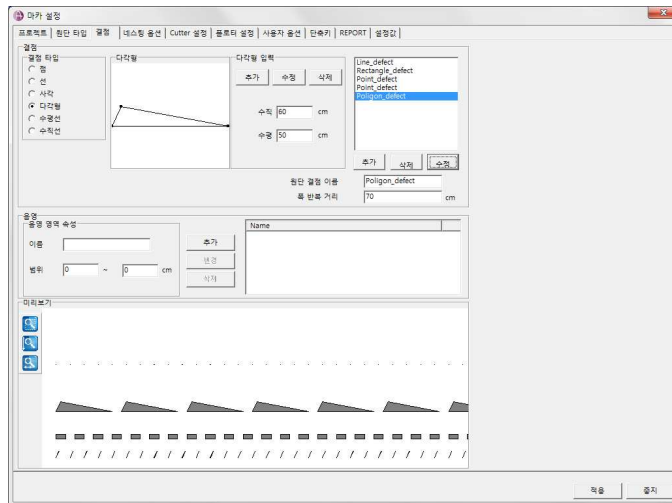 마카 설정
프로젝트 원단 타입 결점 네스팅 옵션 Cutter 설정 플로터 설정 사용자 옵션 단축키 REPORT 설정값
결점
결점 타입
점
선
사각
다각형
수평선
수직선
다각형
다각형 입력
추가 수정 삭제
수직 60 cm
수평 50 cm
Line_defect
Rectangle_defect
Point_defect
Point_defect
Poligon_defect
추가 삭제 수정
원단 결점 이름 Poligon_defect
폭 반복 거리 70 cm
음영
음영 영역 속성
이름
범위 0 ~ 0 cm
추가
변경
삭제
Name
미리보기
적용 중지